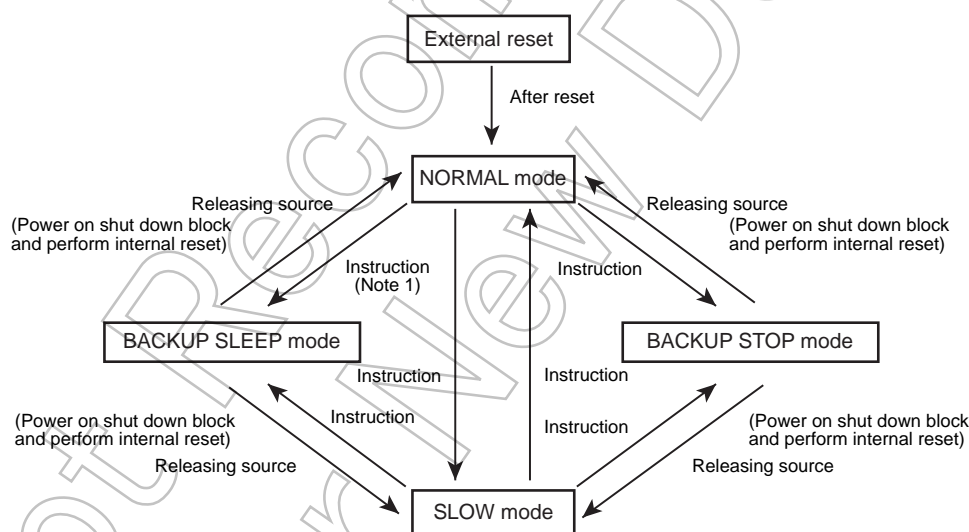 External reset
After reset
NORMAL mode
Releasing source
(Power on shut down block
and perform internal reset)
Releasing source
(Power on shut down block
and perform internal reset)
Instruction
(Note 1)
Instruction
BACKUP SLEEP mode
BACKUP STOP mode
Instruction
Instruction
(Power on shut down block
and perform internal reset)
Releasing source
Instruction
Instruction
(Power on shut down block
and perform internal reset)
Releasing source
SLOW mode